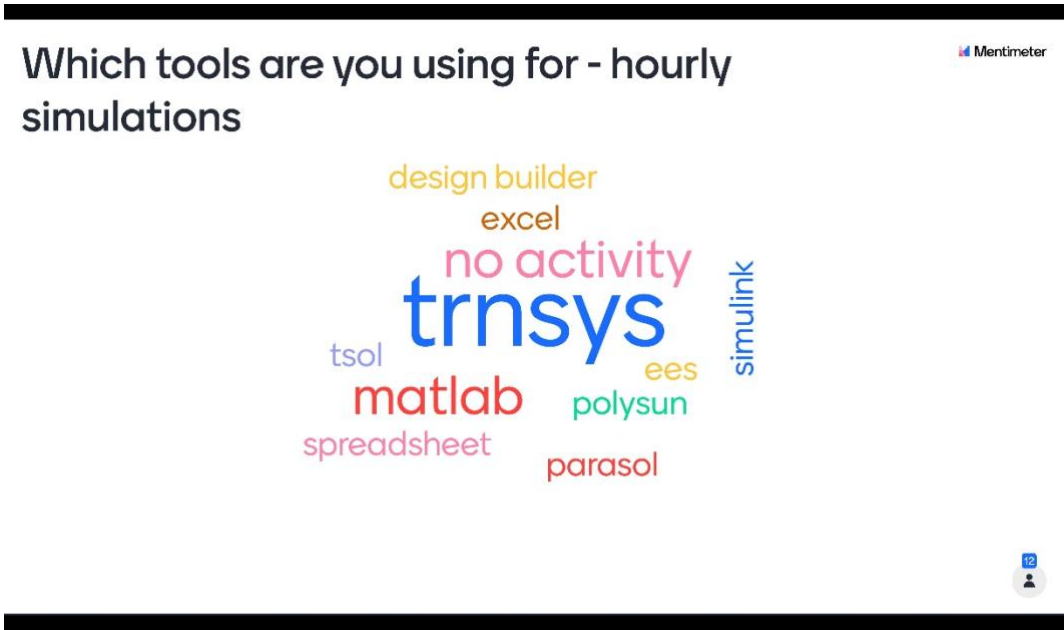 Which tools are you using for - hourly
simulations
Mentimeter
design builder
excel
no activity
trnsys
simulink
tsol
ees
matlab
polysun
spreadsheet
parasol
12